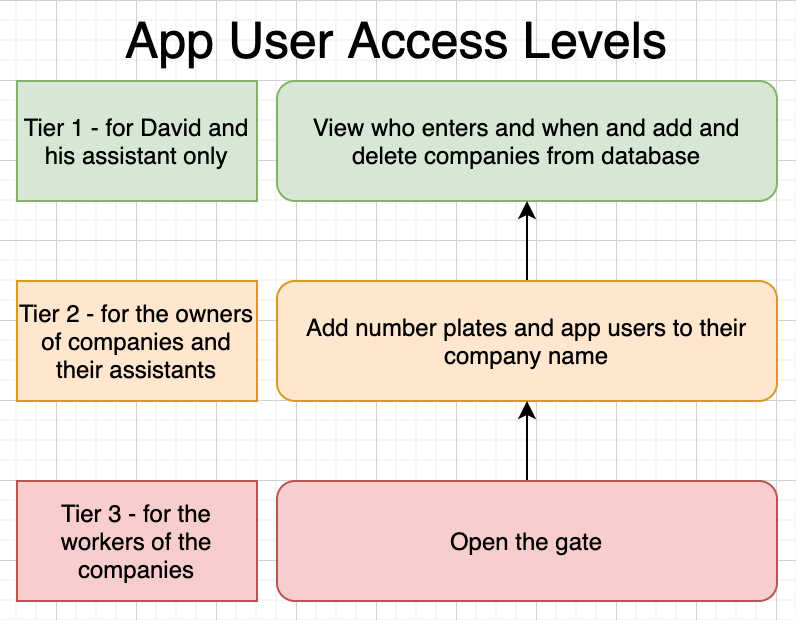 App User Access Levels
Tier 1 - for David and
his assistant only
View who enters and when and add and
delete companies from database
Tier 2 - for the owners
of companies and
their assistants
Add number plates and app users to their
company name
Tier 3 - for the
workers of the
companies
Open the gate